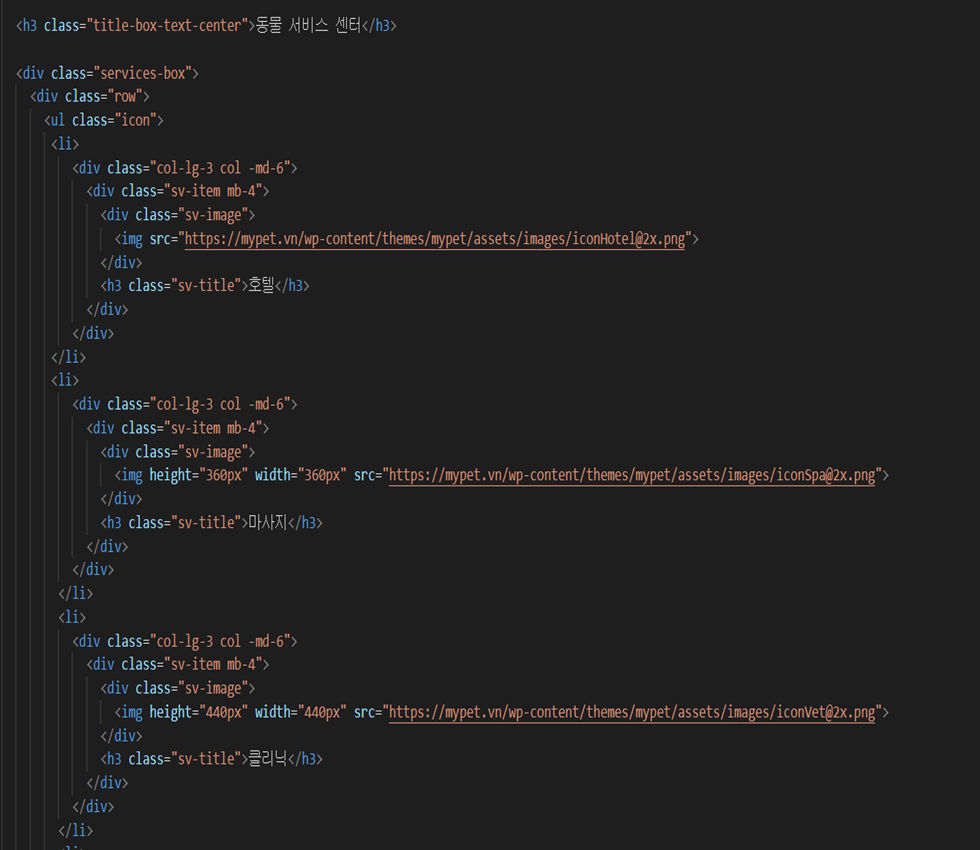 <h3 class="title-box-text-center">동물 서비스 센터</h3>
<div class="services-box">
<div class="row">
<ul class="icon">
<li>
<div class="col-lg-3 col -md-6">
<div class="sv-item mb-4">
<div class="sv-image">
<img src="https://mypet.vn/wp-content/themes/mypet/assets/images/iconHotel@2x.png">
</div>
<h3 class="sv-title">호텔</h3>
</div>
</div>
</li>
<li>
<div class="col-lg-3 col -md-6">
<div class="sv-item mb-4">
<div class="sv-image">
<img height="360px" width="360px" src="https://mypet.vn/wp-content/themes/mypet/assets/images/iconSpa@2x.png">
</div>
<h3 class="sv-title">마사지</h3>
</div>
</div>
</li>
<li>
<div class="col-lg-3 col -md-6">
<div class="sv-item mb-4">
<div class="sv-image">
<img height="440px" width="440px" src="https://mypet.vn/wp-content/themes/mypet/assets/images/iconVet@2x.png">
</div>
<h3 class="sv-title">클리닉</h3>
</div>
</div>
</li>